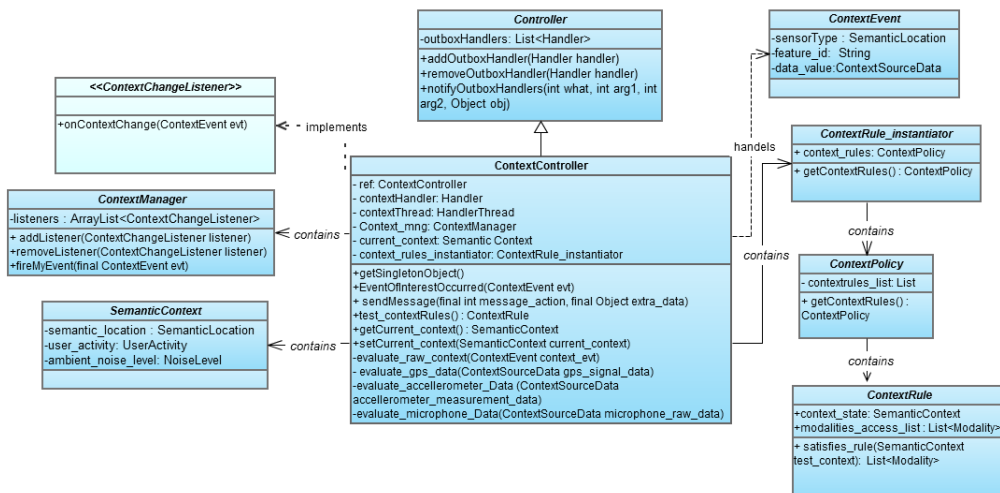 Controller
-outboxHandlers: List<Handler>
+addOutboxHandler(Handler handler)
+removeOutboxHandler(Handler handler)
+notifyOutboxHandlers(int what, int arg1, int
arg2, Object obj)
ContextEvent
-sensorType : SemanticLocation
-feature_id: String
-data_value:ContextSourceData
<<ContextChangeListener>>
+onContextChange(ContextEvent evt)
implements
handels
ContextRule_instantiator
+ context_rules: ContextPolicy
+ getContextRules() : ContextPolicy
ContextController
- ref: ContextController
- contextHandler: Handler
- contextThread: HandlerThread
- Context_mng: ContextManager
- current_context: Semantic Context
- context_rules_instantiator: ContextRule_instantiator
+getSingletonObject()
+EventOfInterestOccurred(ContextEvent evt)
+ sendMessage(final int message_action, final Object extra_data)
+test_contextRules() : ContextRule
+getCurrent_context() : SemanticContext
+setCurrent_context(SemanticContext current_context)
-evaluate_raw_context(ContextEvent context_evt)
- evaluate_gps_data(ContextSourceData gps_signal_data)
-evaluate_accellerometer_Data (ContextSourceData
accellerometer_measurement_data)
-evaluate_microphone_Data(ContextSourceData microphone_raw_data)
ContextManager
-listeners : ArrayList<ContextChangeListener>
+ addListener(ContextChangeListener listener)
+removeListener(ContextChangeListener listener)
+fireMyEvent(final ContextEvent evt)
contains
SemanticContext
-semantic_location : SemanticLocation
-user_activity: UserActivity
-ambient_noise_level: NoiseLevel
contains
contains
contains
ContextPolicy
- contextrules_list: List
+ getContextRules() :
ContextPolicy
contains
ContextRule
+context_state: SemanticContext
+modalities_access_list : List<Modality>
+ satisfies_rule(SemanticContext
test_context): List<Modality>